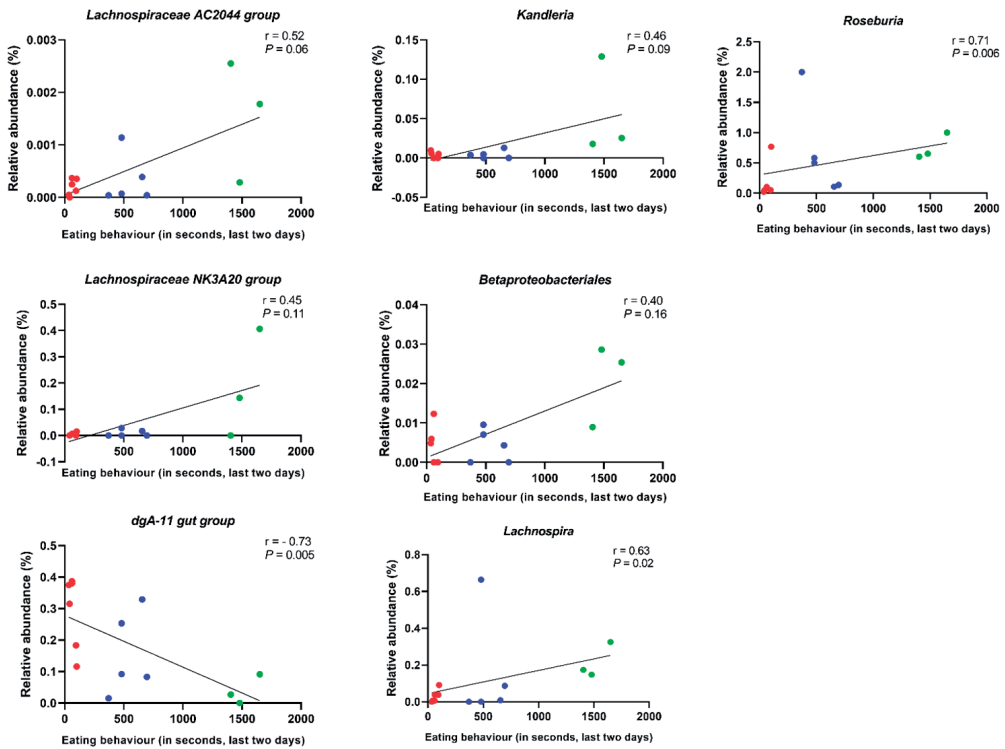 Lachnospiraceae AC2044 group
r = 0.52
P = 0.06
Relative abundance (%)
0.003
0.002
0.001
0.000
0
500
1000
1500
2000
Eating behaviour (in seconds, last two days)
Kandleria
r = 0.46
P = 0.09
Relative abundance (%)
0.15
0.10
0.05
0.00
-0.05
0
500
1000
1500
2000
Eating behaviour (in seconds, last two days)
Roseburia
r = 0.71
P = 0.006
Relative abundance (%)
2.5
2.0
1.5
1.0
0.5
0.0
0
500
1000
1500
2000
Eating behaviour (in seconds, last two days)
Lachnospiraceae NK3A20 group
r = 0.45
P = 0.11
Relative abundance (%)
0.5
0.4
0.3
0.2
0.1
0.0
-0.1
0
500
1000
1500
2000
Eating behaviour (in seconds, last two days)
Betaproteobacteriales
r = 0.40
P = 0.16
Relative abundance (%)
0.04
0.03
0.02
0.01
0.00
0
500
1000
1500
2000
Eating behaviour (in seconds, last two days)
dgA-11 gut group
r = - 0.73
P = 0.005
Relative abundance (%)
0.5
0.4
0.3
0.2
0.1
0.0
0
500
1000
1500
2000
Eating behaviour (in seconds, last two days)
Lachnospira
r = 0.63
P = 0.02
Relative abundance (%)
0.8
0.6
0.4
0.2
0.0
0
500
1000
1500
2000
Eating behaviour (in seconds, last two days)